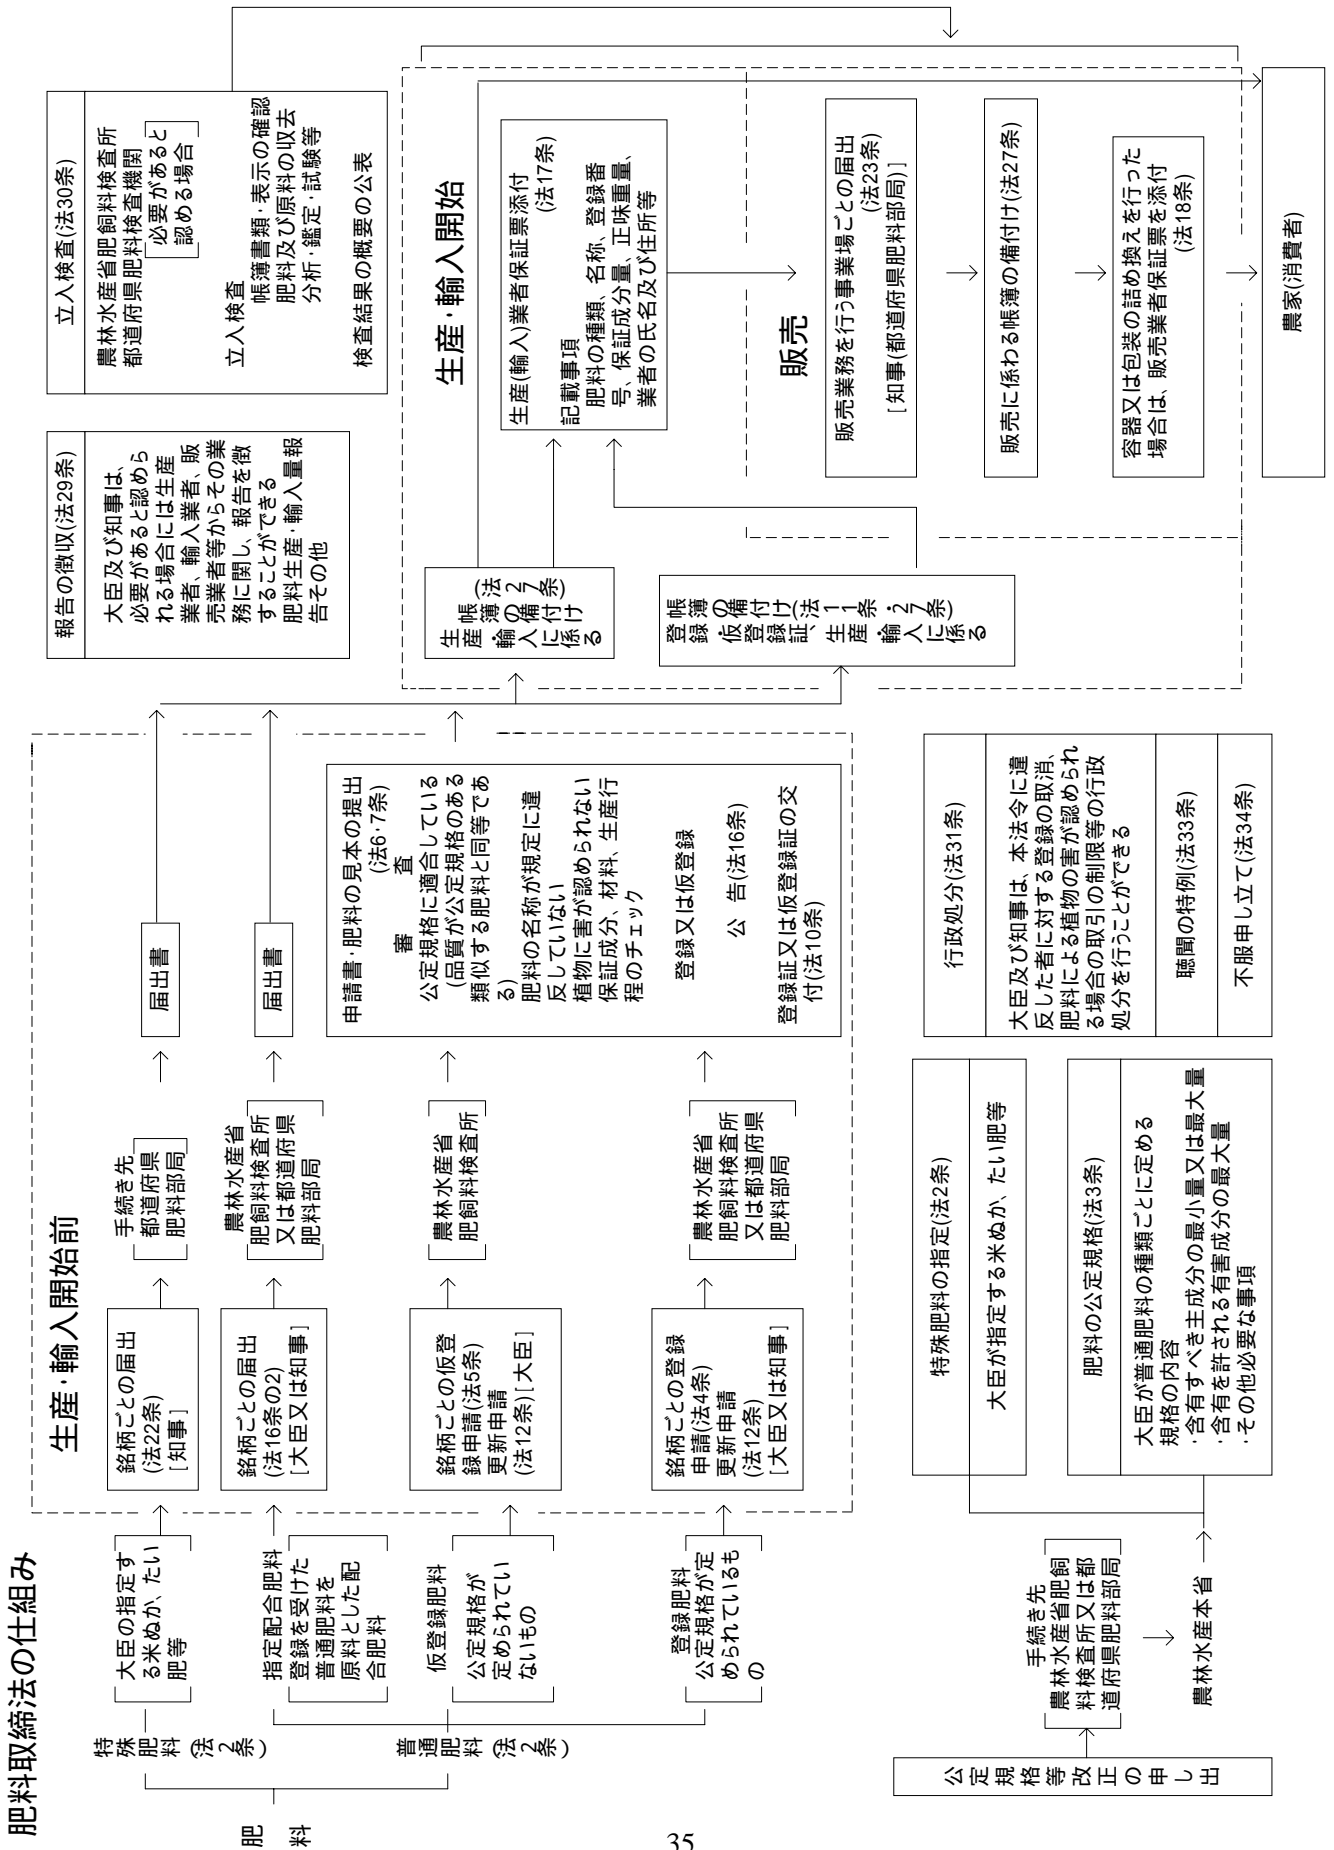 肥料取締法の仕組み
肥料
特殊肥料(法2条)
普通肥料(法2条)
大臣の指定す
る米ぬか、たい
肥等
指定配合肥料
登録を受けた
普通肥料を
原料とした配
合肥料
仮登録肥料
公定規格が
定められてい
ないもの
登録肥料
公定規格が定
められているも
の
生産・輸入開始前
銘柄ごとの届出
(法22条)
[知事]
銘柄ごとの届出
(法16条の2)
[大臣又は知事]
銘柄ごとの仮登
録申請(法5条)
更新申請
(法12条)[大臣]
銘柄ごとの登録
申請(法4条)
更新申請
(法12条)
[大臣又は知事]
手続き先
都道府県
肥料部局
農林水産省
肥飼料検査所
又は都道府県
肥料部局
農林水産省
肥飼料検査所
農林水産省
肥飼料検査所
又は都道府県
肥料部局
届出書
届出書
申請書・肥料の見本の提出
(法6・7条)
審 査
公定規格に適合している
(品質が公定規格のある
類似する肥料と同等であ
る)
肥料の名称が規定に違
反していない
植物に害が認められない
保証成分、材料、生産行
程のチェック
登録又は仮登録
公 告(法16条)
登録証又は仮登録証の交
付(法10条)
報告の徴収(法29条)
大臣及び知事は、
必要があると認めら
れる場合には生産
業者、輸入業者、販
売業者等からその業
務に関し、報告を徴
することができる
肥料生産・輸入量報
告その他
立入検査(法30条)
農林水産省肥飼料検査所
都道府県肥料検査機関
必要があると
認める場合
立入検査
帳簿書類・表示の確認
肥料及び原料の収去
分析・鑑定・試験等
検査結果の概要の公表
生産・輸入開始
生産・輸入に係る
帳簿の備付け
(法27条)
登録・仮登録証、生産・輸入に係る
帳簿の備付け(法11条・27条)
生産(輸入)業者保証票添付
(法17条)
記載事項
肥料の種類、名称、登録番
号、保証成分量、正味重量、
業者の氏名及び住所等
販売
販売業務を行う事業場ごとの届出
(法23条)
[知事(都道府県肥料部局)]
販売に係わる帳簿の備付け(法27条)
容器又は包装の詰め換えを行った
場合は、販売業者保証票を添付
(法18条)
農家(消費者)
公定規格等改正の申し出
手続き先
農林水産省肥飼
料検査所又は都
道府県肥料部局
農林水産本省
特殊肥料の指定(法2条)
大臣が指定する米ぬか、たい肥等
肥料の公定規格(法3条)
大臣が普通肥料の種類ごとに定める
規格の内容
・含有すべき主成分の最小量又は最大量
・含有を許される有害成分の最大量
・その他必要な事項
行政処分(法31条)
大臣及び知事は、本法令に違
反した者に対する登録の取消、
肥料による植物の害が認められ
る場合の取引の制限等の行政
処分を行うことができる
聴聞の特例(法33条)
不服申し立て(法34条)
35